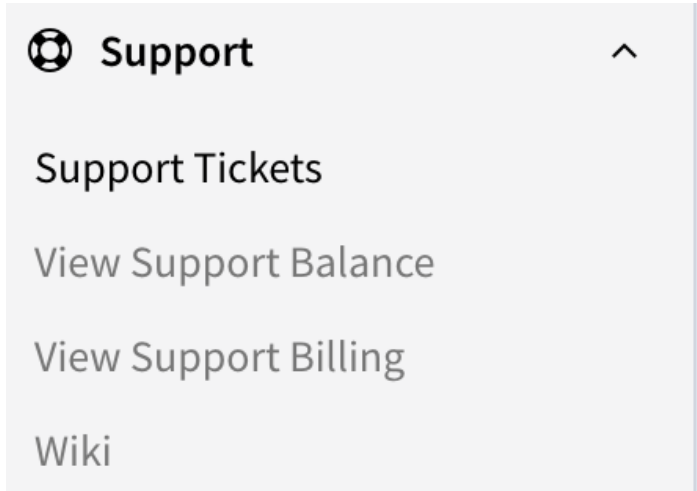 Support
Support Tickets
View Support Balance
View Support Billing
Wiki